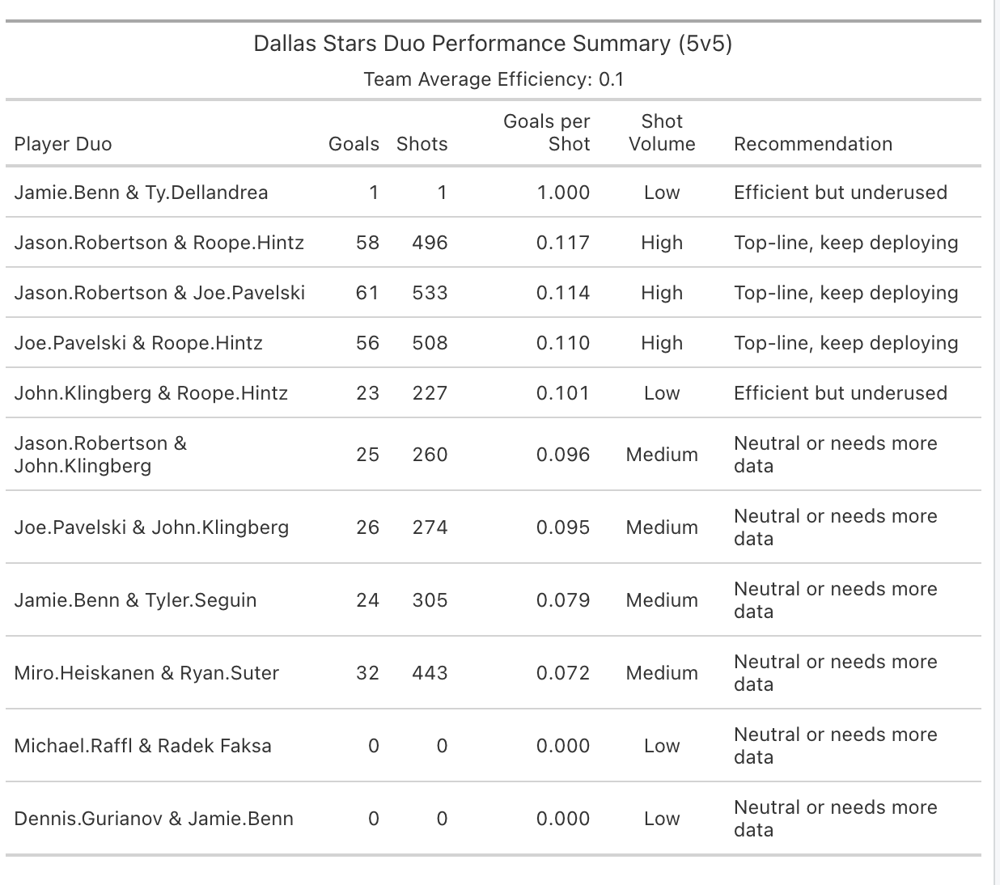 Dallas Stars Duo Performance Summary (5v5)
Team Average Efficiency: 0.1
Player Duo Goals Shots Goals per Shot Shot Volume Recommendation
Jamie.Benn & Ty.Dellandrea 1 1 1.000 Low Efficient but underused
Jason.Robertson & Roope.Hintz 58 496 0.117 High Top-line, keep deploying
Jason.Robertson & Joe.Pavelski 61 533 0.114 High Top-line, keep deploying
Joe.Pavelski & Roope.Hintz 56 508 0.110 High Top-line, keep deploying
John.Klingberg & Roope.Hintz 23 227 0.101 Low Efficient but underused
Jason.Robertson & John.Klingberg 25 260 0.096 Medium Neutral or needs more data
Joe.Pavelski & John.Klingberg 26 274 0.095 Medium Neutral or needs more data
Jamie.Benn & Tyler.Seguin 24 305 0.079 Medium Neutral or needs more data
Miro.Heiskanen & Ryan.Suter 32 443 0.072 Medium Neutral or needs more data
Michael.Raffl & Radek Faksa 0 0 0.000 Low Neutral or needs more data
Dennis.Gurianov & Jamie.Benn 0 0 0.000 Low Neutral or needs more data